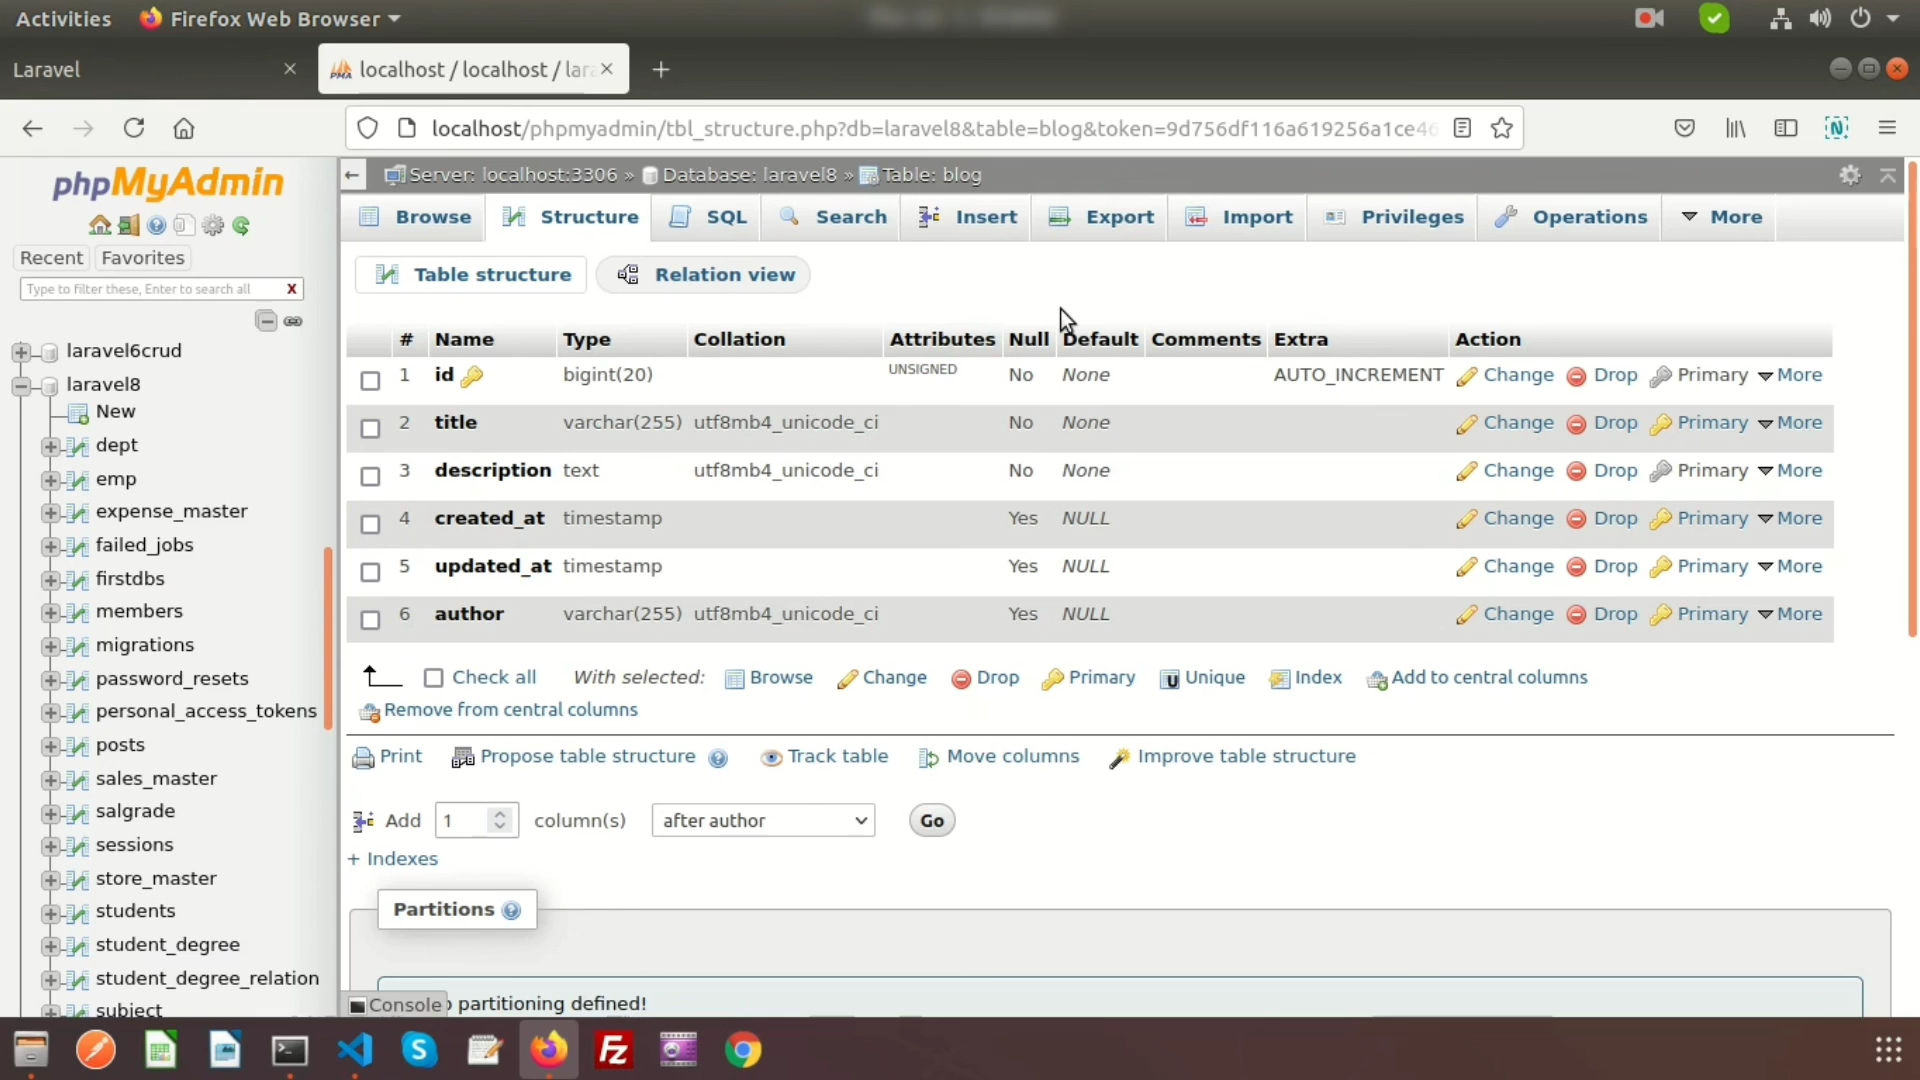 Activities Firefox Web Browser
Laravel
localhost / localhost / lar
localhost/phpmyadmin/tbl_structure.php?db=laravel8&table=blog&token=9d756df116a619256a1ce46
phpMyAdmin
Recent Favorites
Type to filter these, Enter to search all X
laravel6crud
laravel8
New
dept
emp
expense_master
failed_jobs
firstdbs
members
migrations
password_resets
personal_access_tokens
posts
sales_master
salgrade
sessions
store_master
students
student_degree
student_degree_relation
subject
Server: localhost:3306 » Database: laravel8 » Table: blog
Browse Structure SQL Search Insert Export Import Privileges Operations More
Table structure Relation view
# Name Type Collation Attributes Null Default Comments Extra Action
1 id bigint(20) UNSIGNED No None AUTO_INCREMENT Change Drop Primary More
2 title varchar(255) utf8mb4_unicode_ci No None Change Drop Primary More
3 description text utf8mb4_unicode_ci No None Change Drop Primary More
4 created_at timestamp Yes NULL Change Drop Primary More
5 updated_at timestamp Yes NULL Change Drop Primary More
6 author varchar(255) utf8mb4_unicode_ci Yes NULL Change Drop Primary More
Check all With selected: Browse Change Drop Primary Unique Index Add to central columns
Remove from central columns
Print Propose table structure Track table Move columns Improve table structure
Add 1 column(s) after author Go
+ Indexes
Partitions
Console partitioning defined!